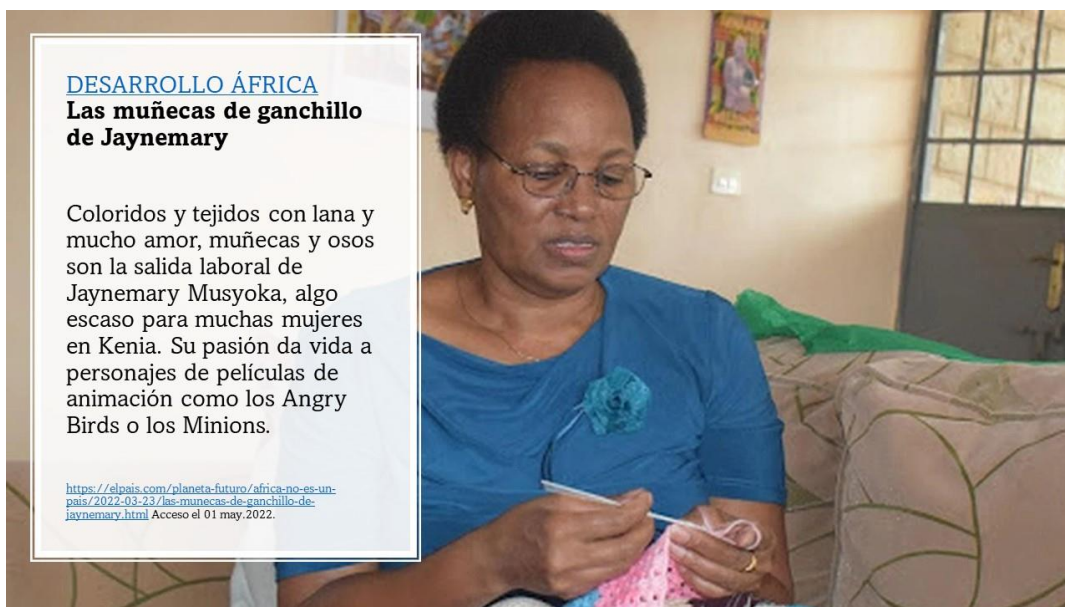 DESARROLLO ÁFRICA
Las muñecas de ganchillo
de Jaynemary
Coloridos y tejidos con lana y
mucho amor, muñecas y osos
son la salida laboral de
Jaynemary Musyoka, algo
escaso para muchas mujeres
en Kenia. Su pasión da vida a
personajes de películas de
animación como los Angry
Birds o los Minions.
https://elpais.com/planeta-futuro/africa-no-es-un-
pais/2022-03-23/las-munecas-de-ganchillo-de-
jaynemary.html Acceso el 01 may.2022.